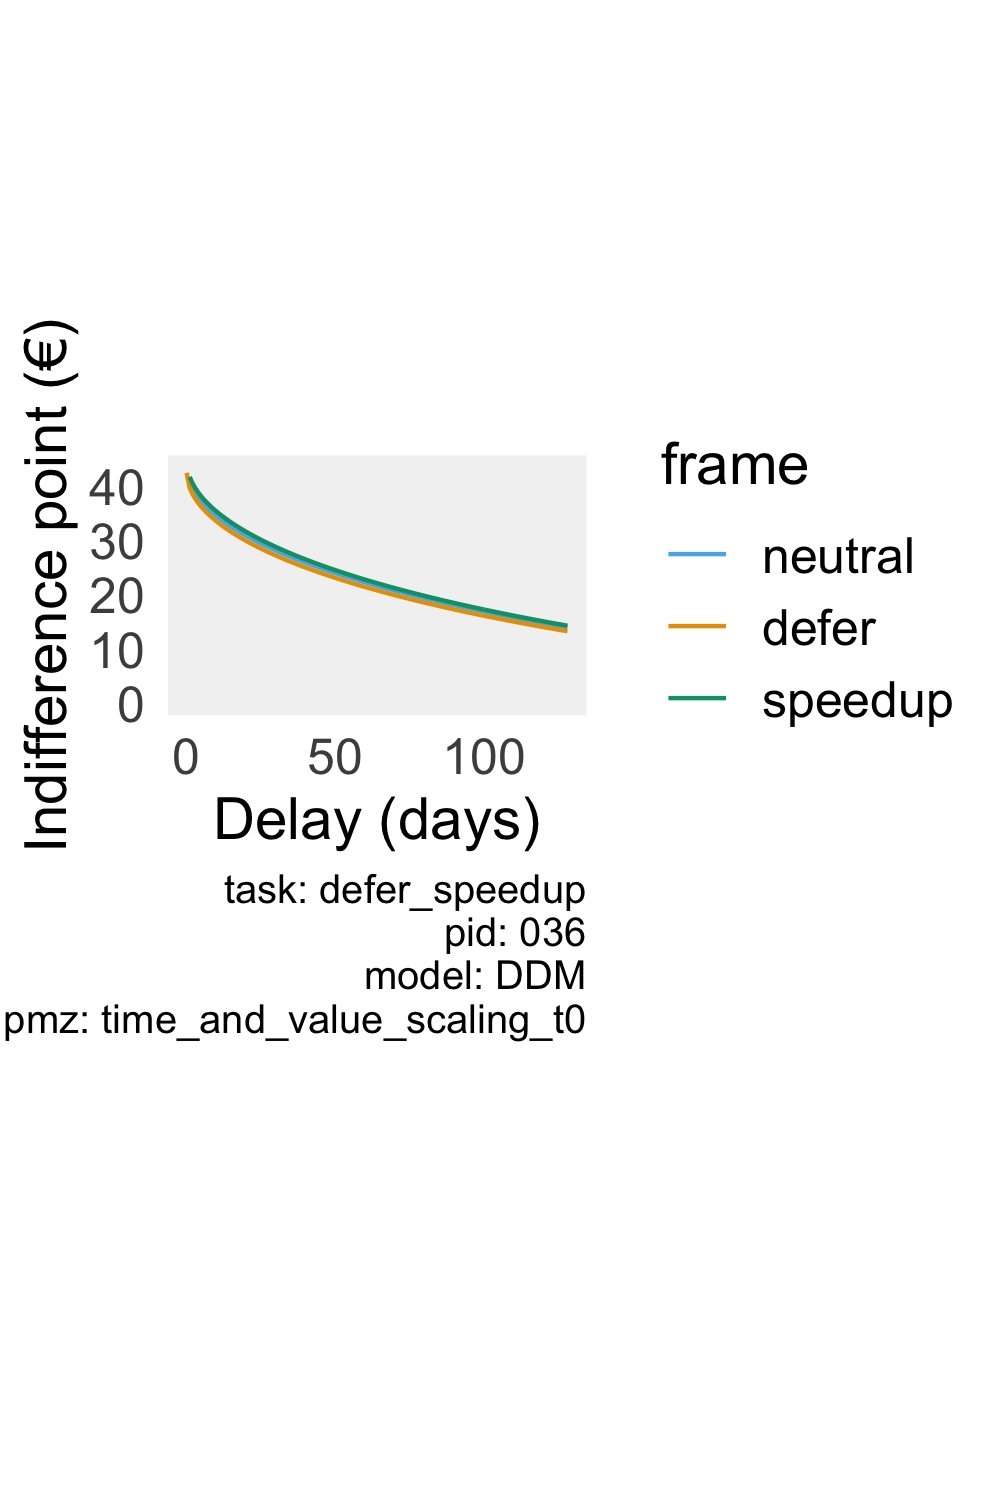 Indifference point (€)
40
30
20
10
0
0 50 100
Delay (days)
frame
neutral
defer
speedup
task: defer_speedup
pid: 036
model: DDM
pmz: time_and_value_scaling_t0